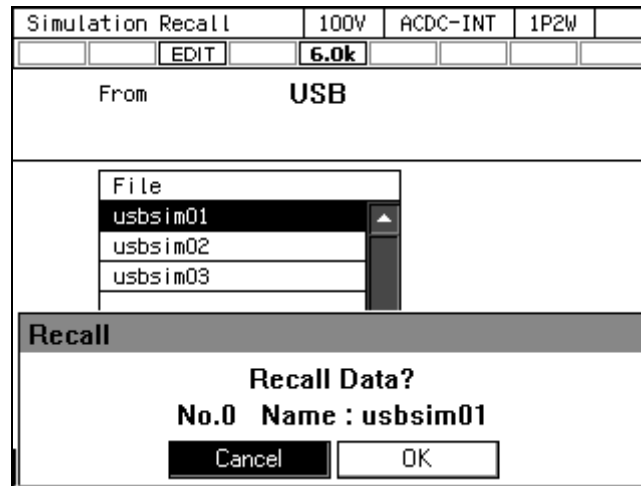 Simulation Recall 100V ACDC-INT 1P2W
EDIT 6.0k
From USB
File
usbsim01
usbsim02
usbsim03
Recall
Recall Data?
No.0 Name : usbsim01
Cancel OK